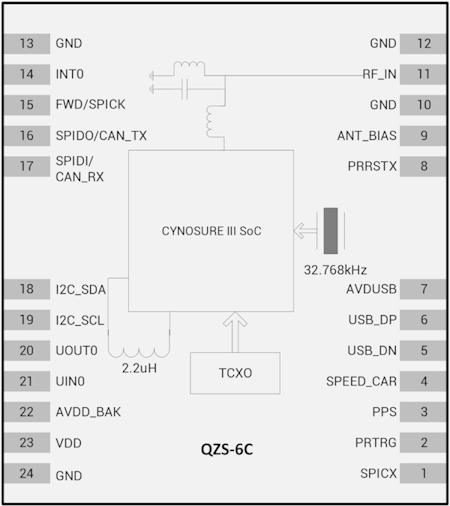 13 GND
14 INT0
15 FWD/SPICK
16 SPIDO/CAN_TX
17 SPIDI/
CAN_RX
18 I2C_SDA
19 I2C_SCL
20 UOUT0
21 UIN0
22 AVDD_BAK
23 VDD
24 GND
CYNOSURE III SoC
32.768kHz
2.2uH
TCXO
QZS-6C
GND 12
RF_IN 11
GND 10
ANT_BIAS 9
PRRSTX 8
AVDUSB 7
USB_DP 6
USB_DN 5
SPEED_CAR 4
PPS 3
PRTRG 2
SPICX 1